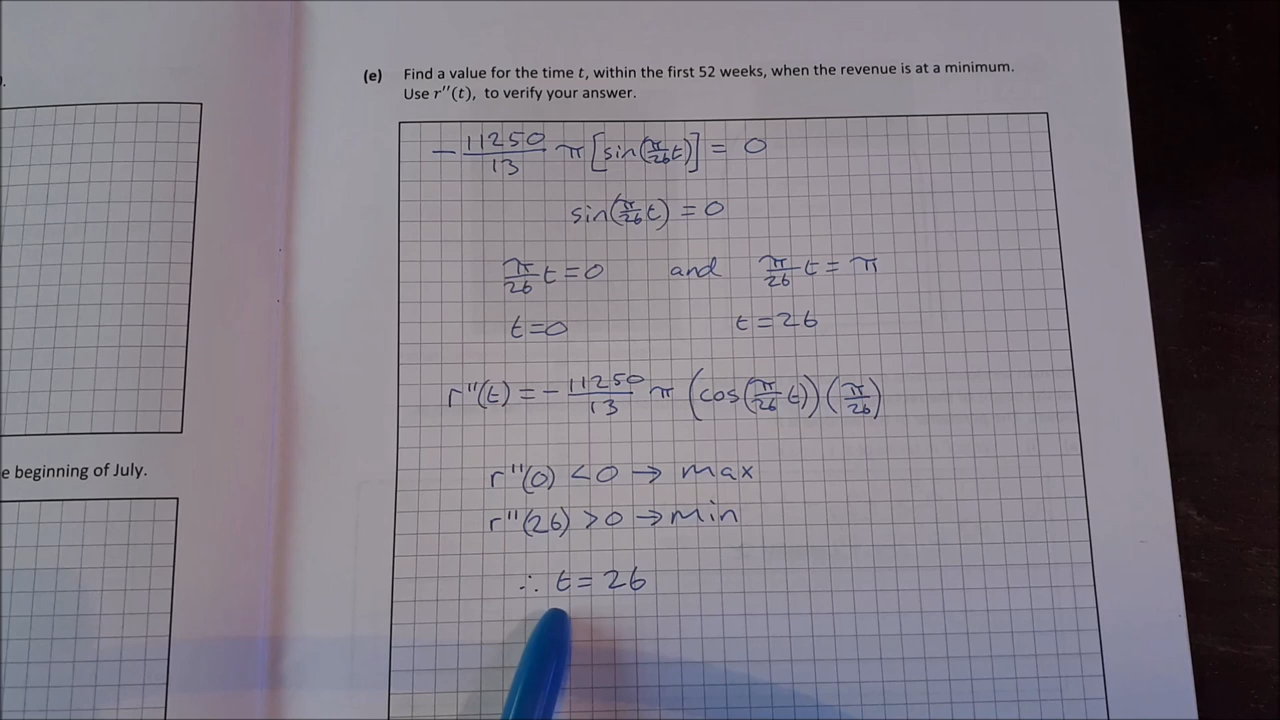 (e) Find a value for the time t, within the first 52 weeks, when the revenue is at a minimum.
Use r''(t), to verify your answer.
- 11250/13 π [sin(π/26 t)] = 0
sin(π/26 t) = 0
π/26 t = 0 and π/26 t = π
t = 0 t = 26
r''(t) = - 11250/13 π (cos(π/26 t)) (π/26)
e beginning of July.
r''(0) < 0 → max
r''(26) > 0 → min
∴ t = 26